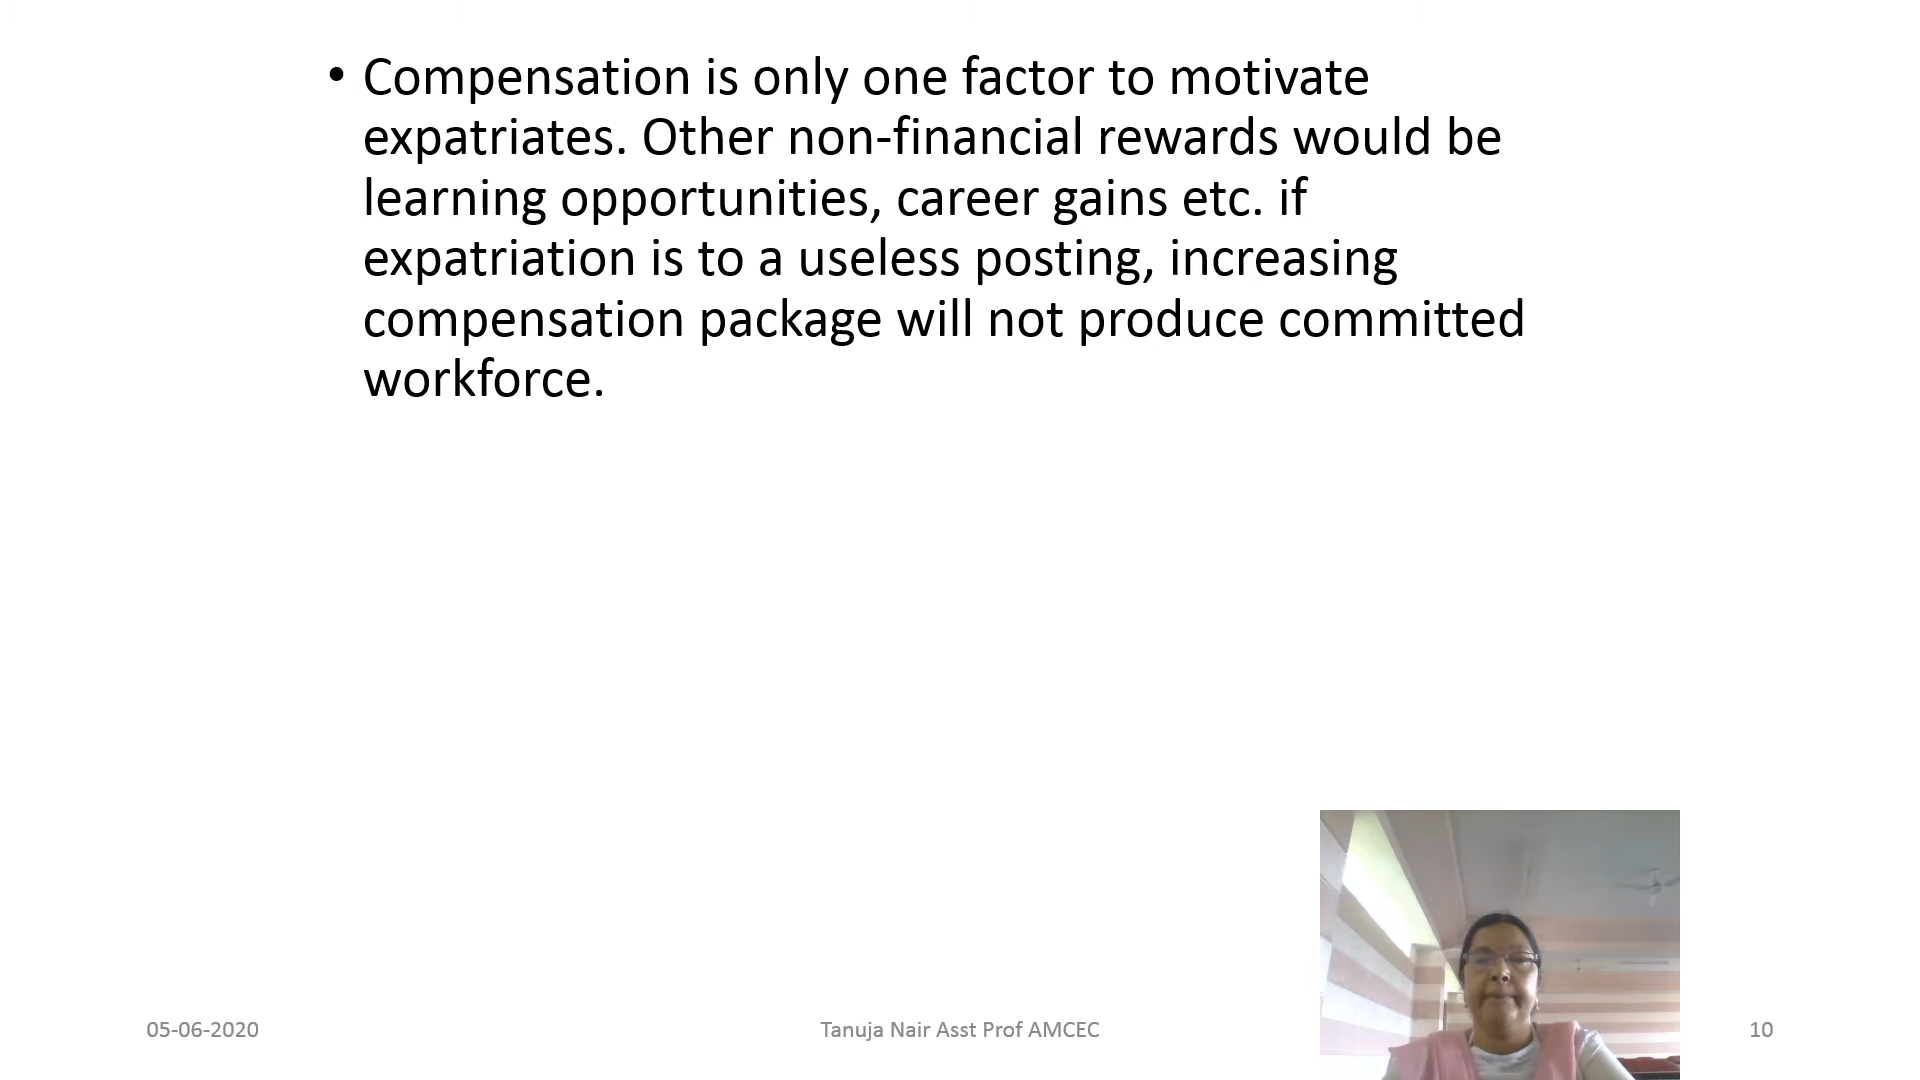 • Compensation is only one factor to motivate
expatriates. Other non-financial rewards would be
learning opportunities, career gains etc. if
expatriation is to a useless posting, increasing
compensation package will not produce committed
workforce.
05-06-2020
Tanuja Nair Asst Prof AMCEC
10